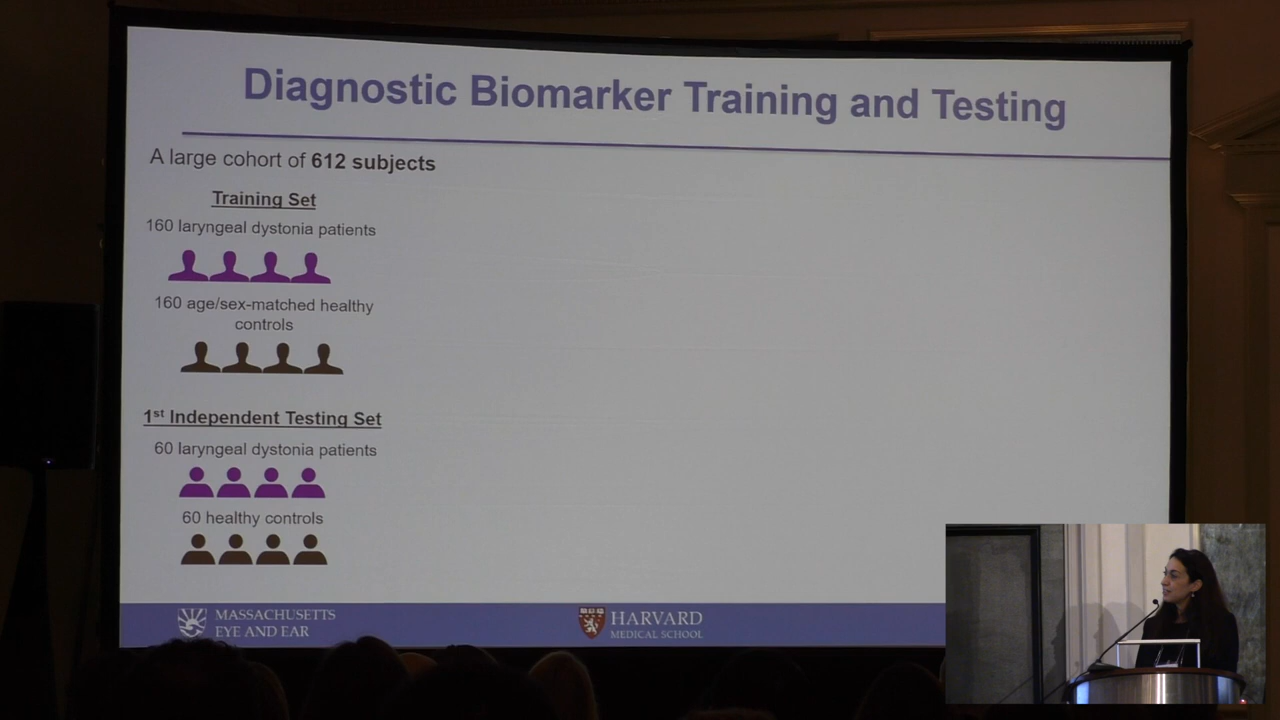 Diagnostic Biomarker Training and Testing
A large cohort of 612 subjects
Training Set
160 laryngeal dystonia patients
160 age/sex-matched healthy
controls
1st Independent Testing Set
60 laryngeal dystonia patients
60 healthy controls
MASSACHUSETTS
EYE AND EAR
HARVARD
MEDICAL SCHOOL